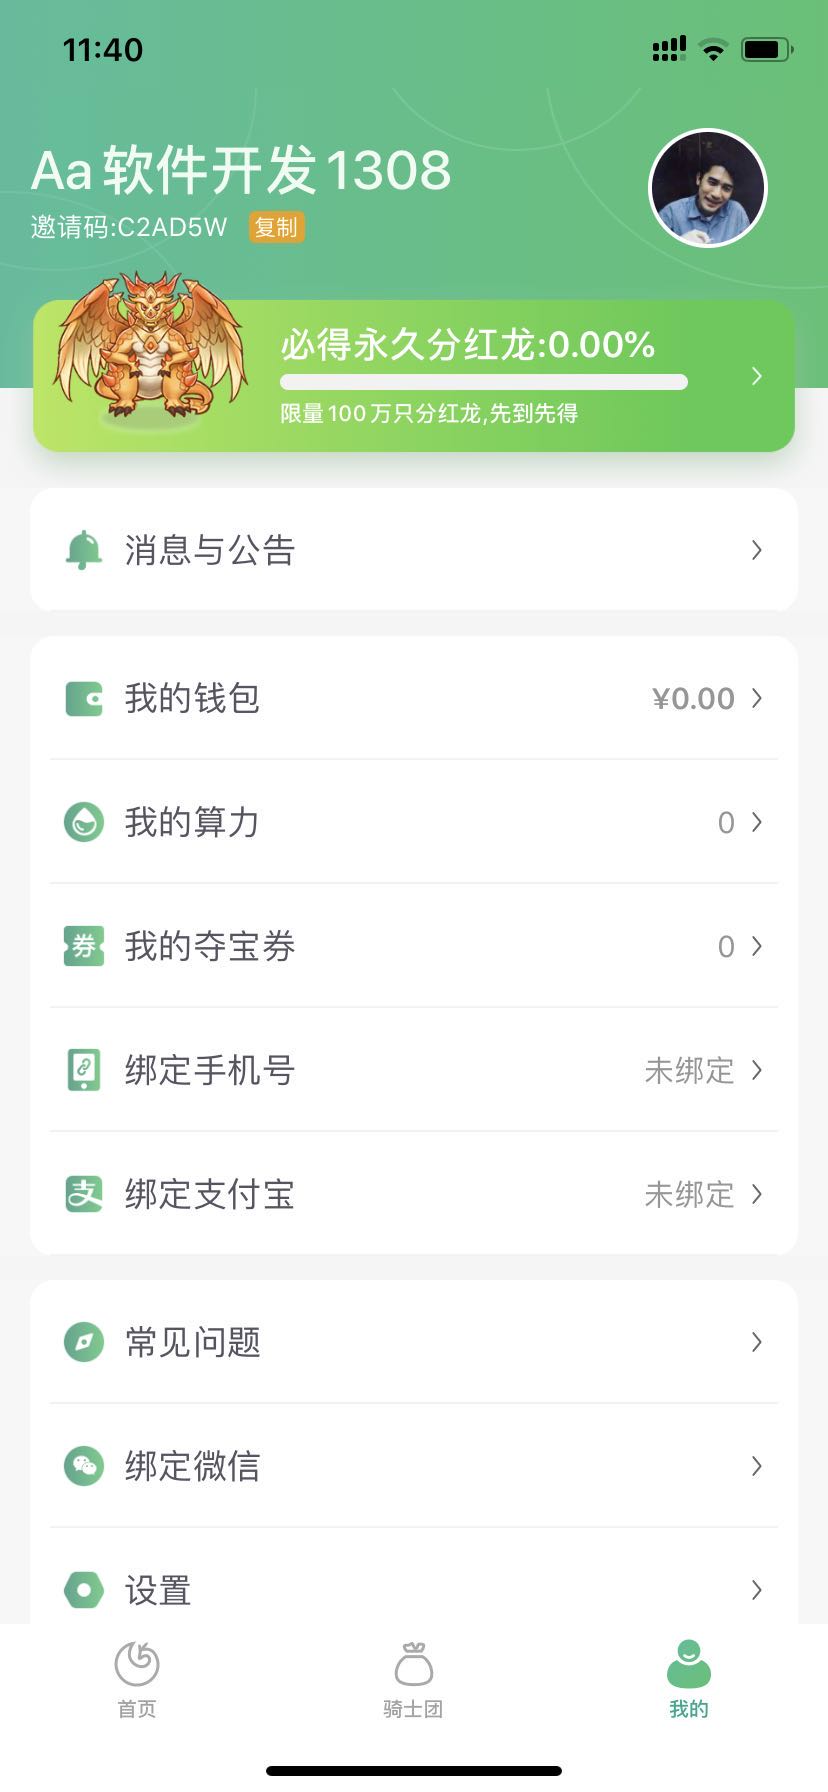 11:40
Aa软件开发1308
邀请码:C2AD5W 复制
必得永久分红龙:0.00%
限量100万只分红龙,先到先得
消息与公告
我的钱包 ¥0.00
我的算力 0
券 我的夺宝券 0
绑定手机号 未绑定
支 绑定支付宝 未绑定
常见问题
绑定微信
设置
首页 骑士团 我的